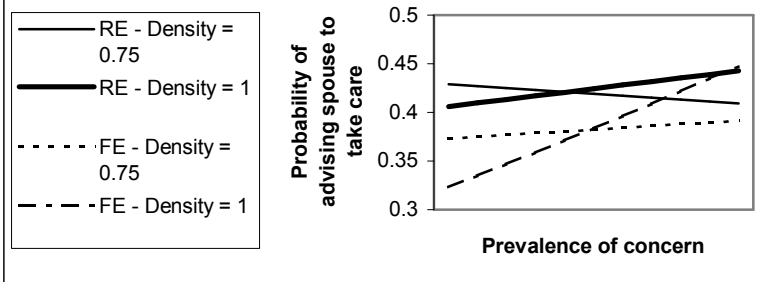 RE - Density =
0.75
RE - Density = 1
FE - Density =
0.75
FE - Density = 1
Probability of
advising spouse to
take care
0.5
0.45
0.4
0.35
0.3
Prevalence of concern